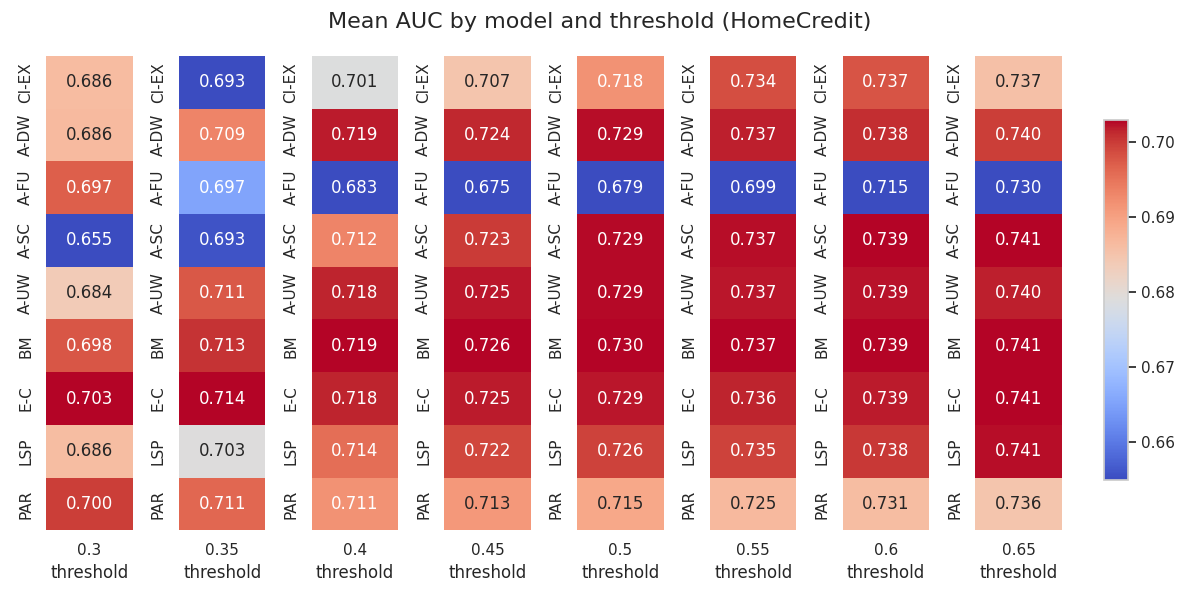 Mean AUC by model and threshold (HomeCredit)
CI-EX 0.686 CI-EX 0.693 CI-EX 0.701 CI-EX 0.707 CI-EX 0.718 CI-EX 0.734 CI-EX 0.737 CI-EX 0.737
A-DW 0.686 A-DW 0.709 A-DW 0.719 A-DW 0.724 A-DW 0.729 A-DW 0.737 A-DW 0.738 A-DW 0.740
A-FU 0.697 A-FU 0.697 A-FU 0.683 A-FU 0.675 A-FU 0.679 A-FU 0.699 A-FU 0.715 A-FU 0.730
A-SC 0.655 A-SC 0.693 A-SC 0.712 A-SC 0.723 A-SC 0.729 A-SC 0.737 A-SC 0.739 A-SC 0.741
A-UW 0.684 A-UW 0.711 A-UW 0.718 A-UW 0.725 A-UW 0.729 A-UW 0.737 A-UW 0.739 A-UW 0.740
BM 0.698 BM 0.713 BM 0.719 BM 0.726 BM 0.730 BM 0.737 BM 0.739 BM 0.741
E-C 0.703 E-C 0.714 E-C 0.718 E-C 0.725 E-C 0.729 E-C 0.736 E-C 0.739 E-C 0.741
LSP 0.686 LSP 0.703 LSP 0.714 LSP 0.722 LSP 0.726 LSP 0.735 LSP 0.738 LSP 0.741
PAR 0.700 PAR 0.711 PAR 0.711 PAR 0.713 PAR 0.715 PAR 0.725 PAR 0.731 PAR 0.736
0.3 0.35 0.4 0.45 0.5 0.55 0.6 0.65
threshold threshold threshold threshold threshold threshold threshold threshold
0.70
0.69
0.68
0.67
0.66